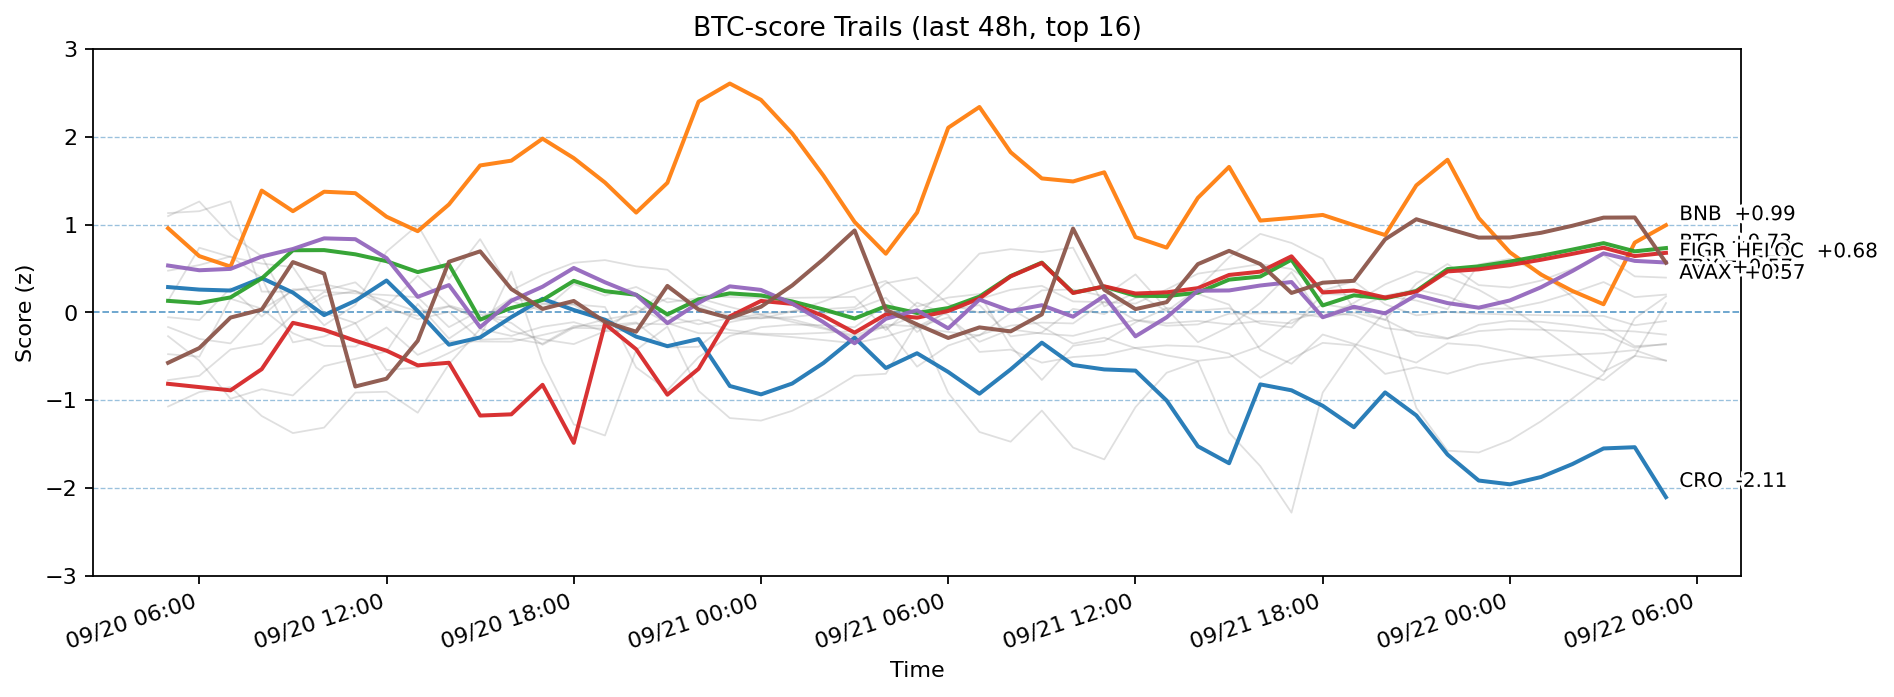 BTC-score Trails (last 48h, top 16)
3
2
1
0
−1
−2
−3
Score (z)
BNB +0.99
BTC +0.73
FIGR_HELOC +0.68
AVAX +0.57
CRO -2.11
09/20 06:00
09/20 12:00
09/20 18:00
09/21 00:00
09/21 06:00
09/21 12:00
09/21 18:00
09/22 00:00
09/22 06:00
Time